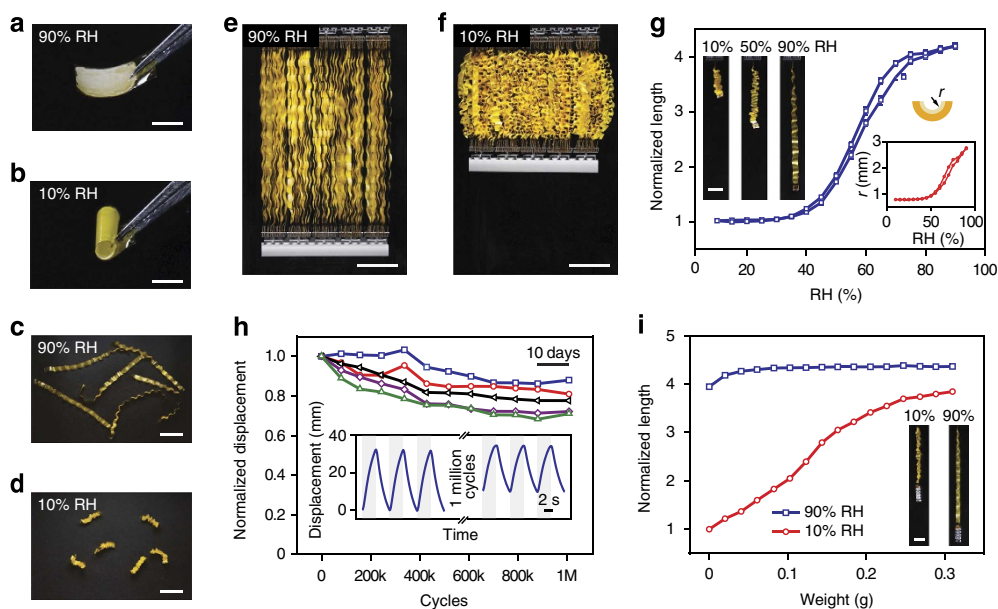 a
90% RH
b
10% RH
c
90% RH
d
10% RH
e
90% RH
f
10% RH
g
Normalized length
4
3
2
1
10% 50% 90% RH
r
r (mm)
3
2
1
0 50 100
RH (%)
0 20 40 60 80 100
RH (%)
h
Normalized displacement
1.0
0.8
0.6
0.4
0.2
0
10 days
Displacement (mm)
40
20
0
1 million
cycles
2 s
Time
0 200k 400k 600k 800k 1M
Cycles
i
Normalized length
5
4
3
2
1
10% 90%
90% RH
10% RH
0 0.1 0.2 0.3
Weight (g)